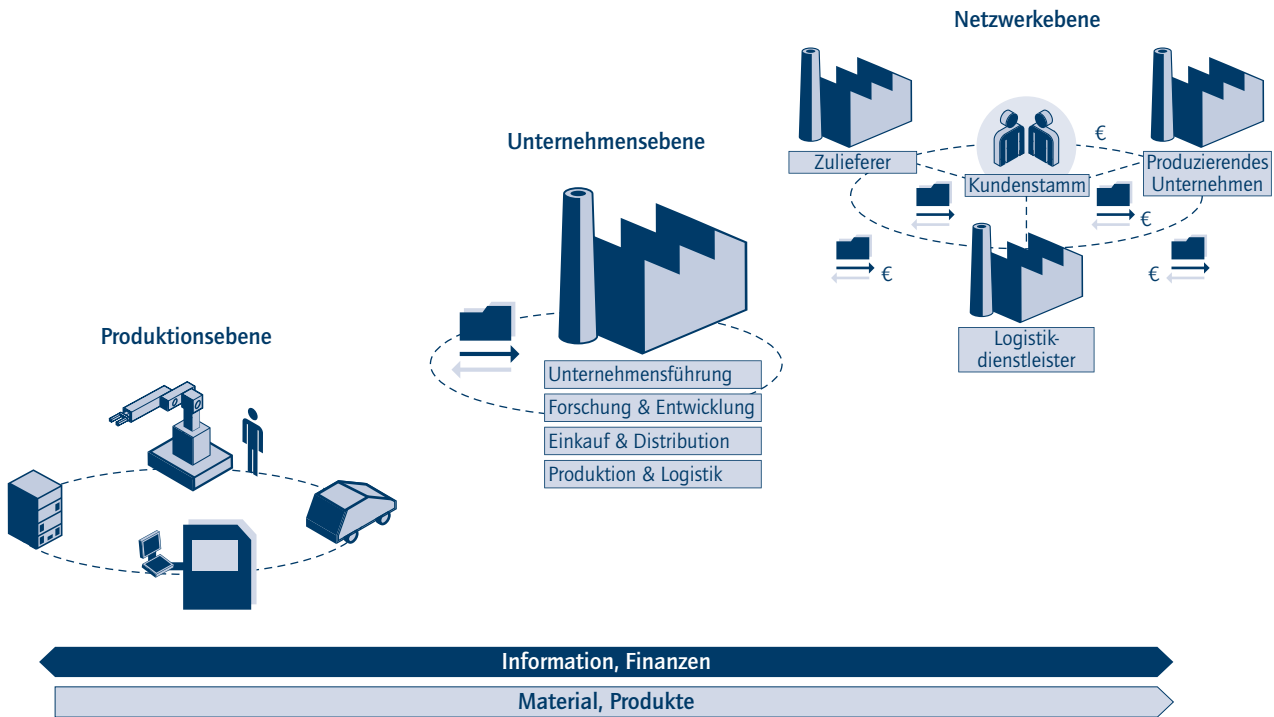 Netzwerkebene
€
Zulieferer
Kundenstamm
Produzierendes
Unternehmen
€
€
€
Logistik-
dienstleister
Unternehmensebene
Unternehmensführung
Forschung & Entwicklung
Einkauf & Distribution
Produktion & Logistik
Produktionsebene
Information, Finanzen
Material, Produkte